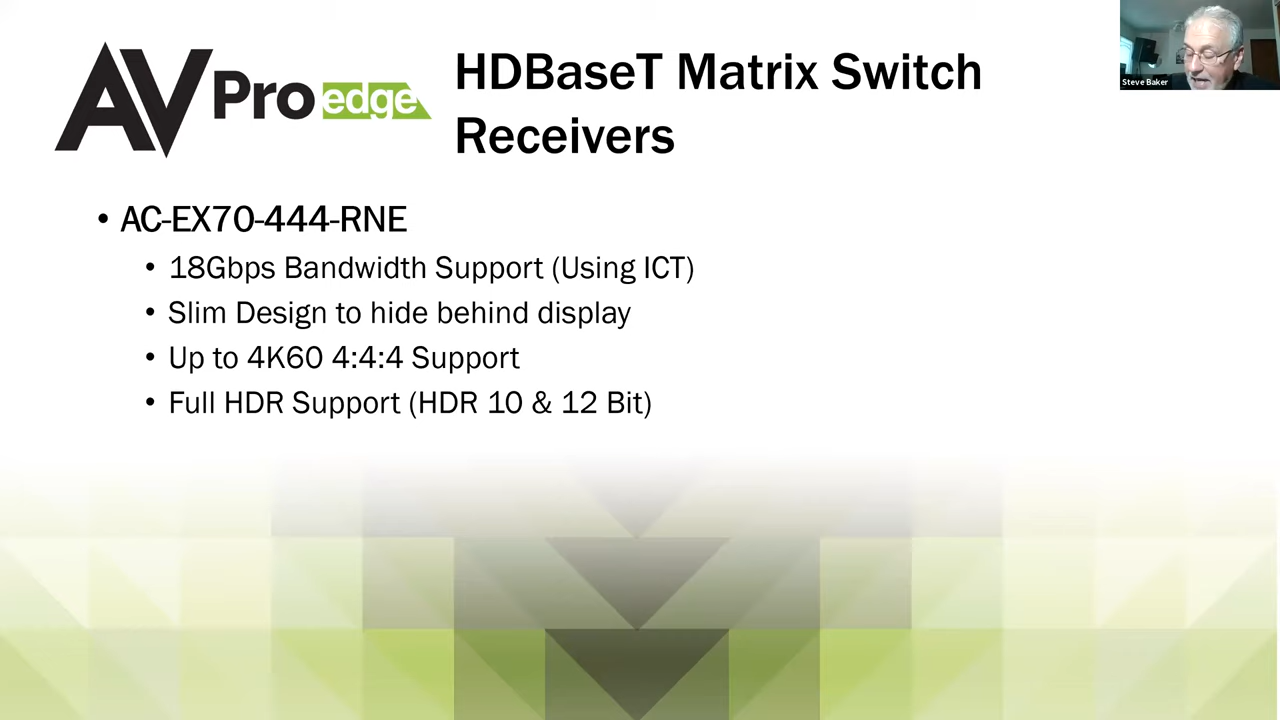 AVPro edge
HDBaseT Matrix Switch
Receivers
Steve Baker
• AC-EX70-444-RNE
• 18Gbps Bandwidth Support (Using ICT)
• Slim Design to hide behind display
• Up to 4K60 4:4:4 Support
• Full HDR Support (HDR 10 & 12 Bit)